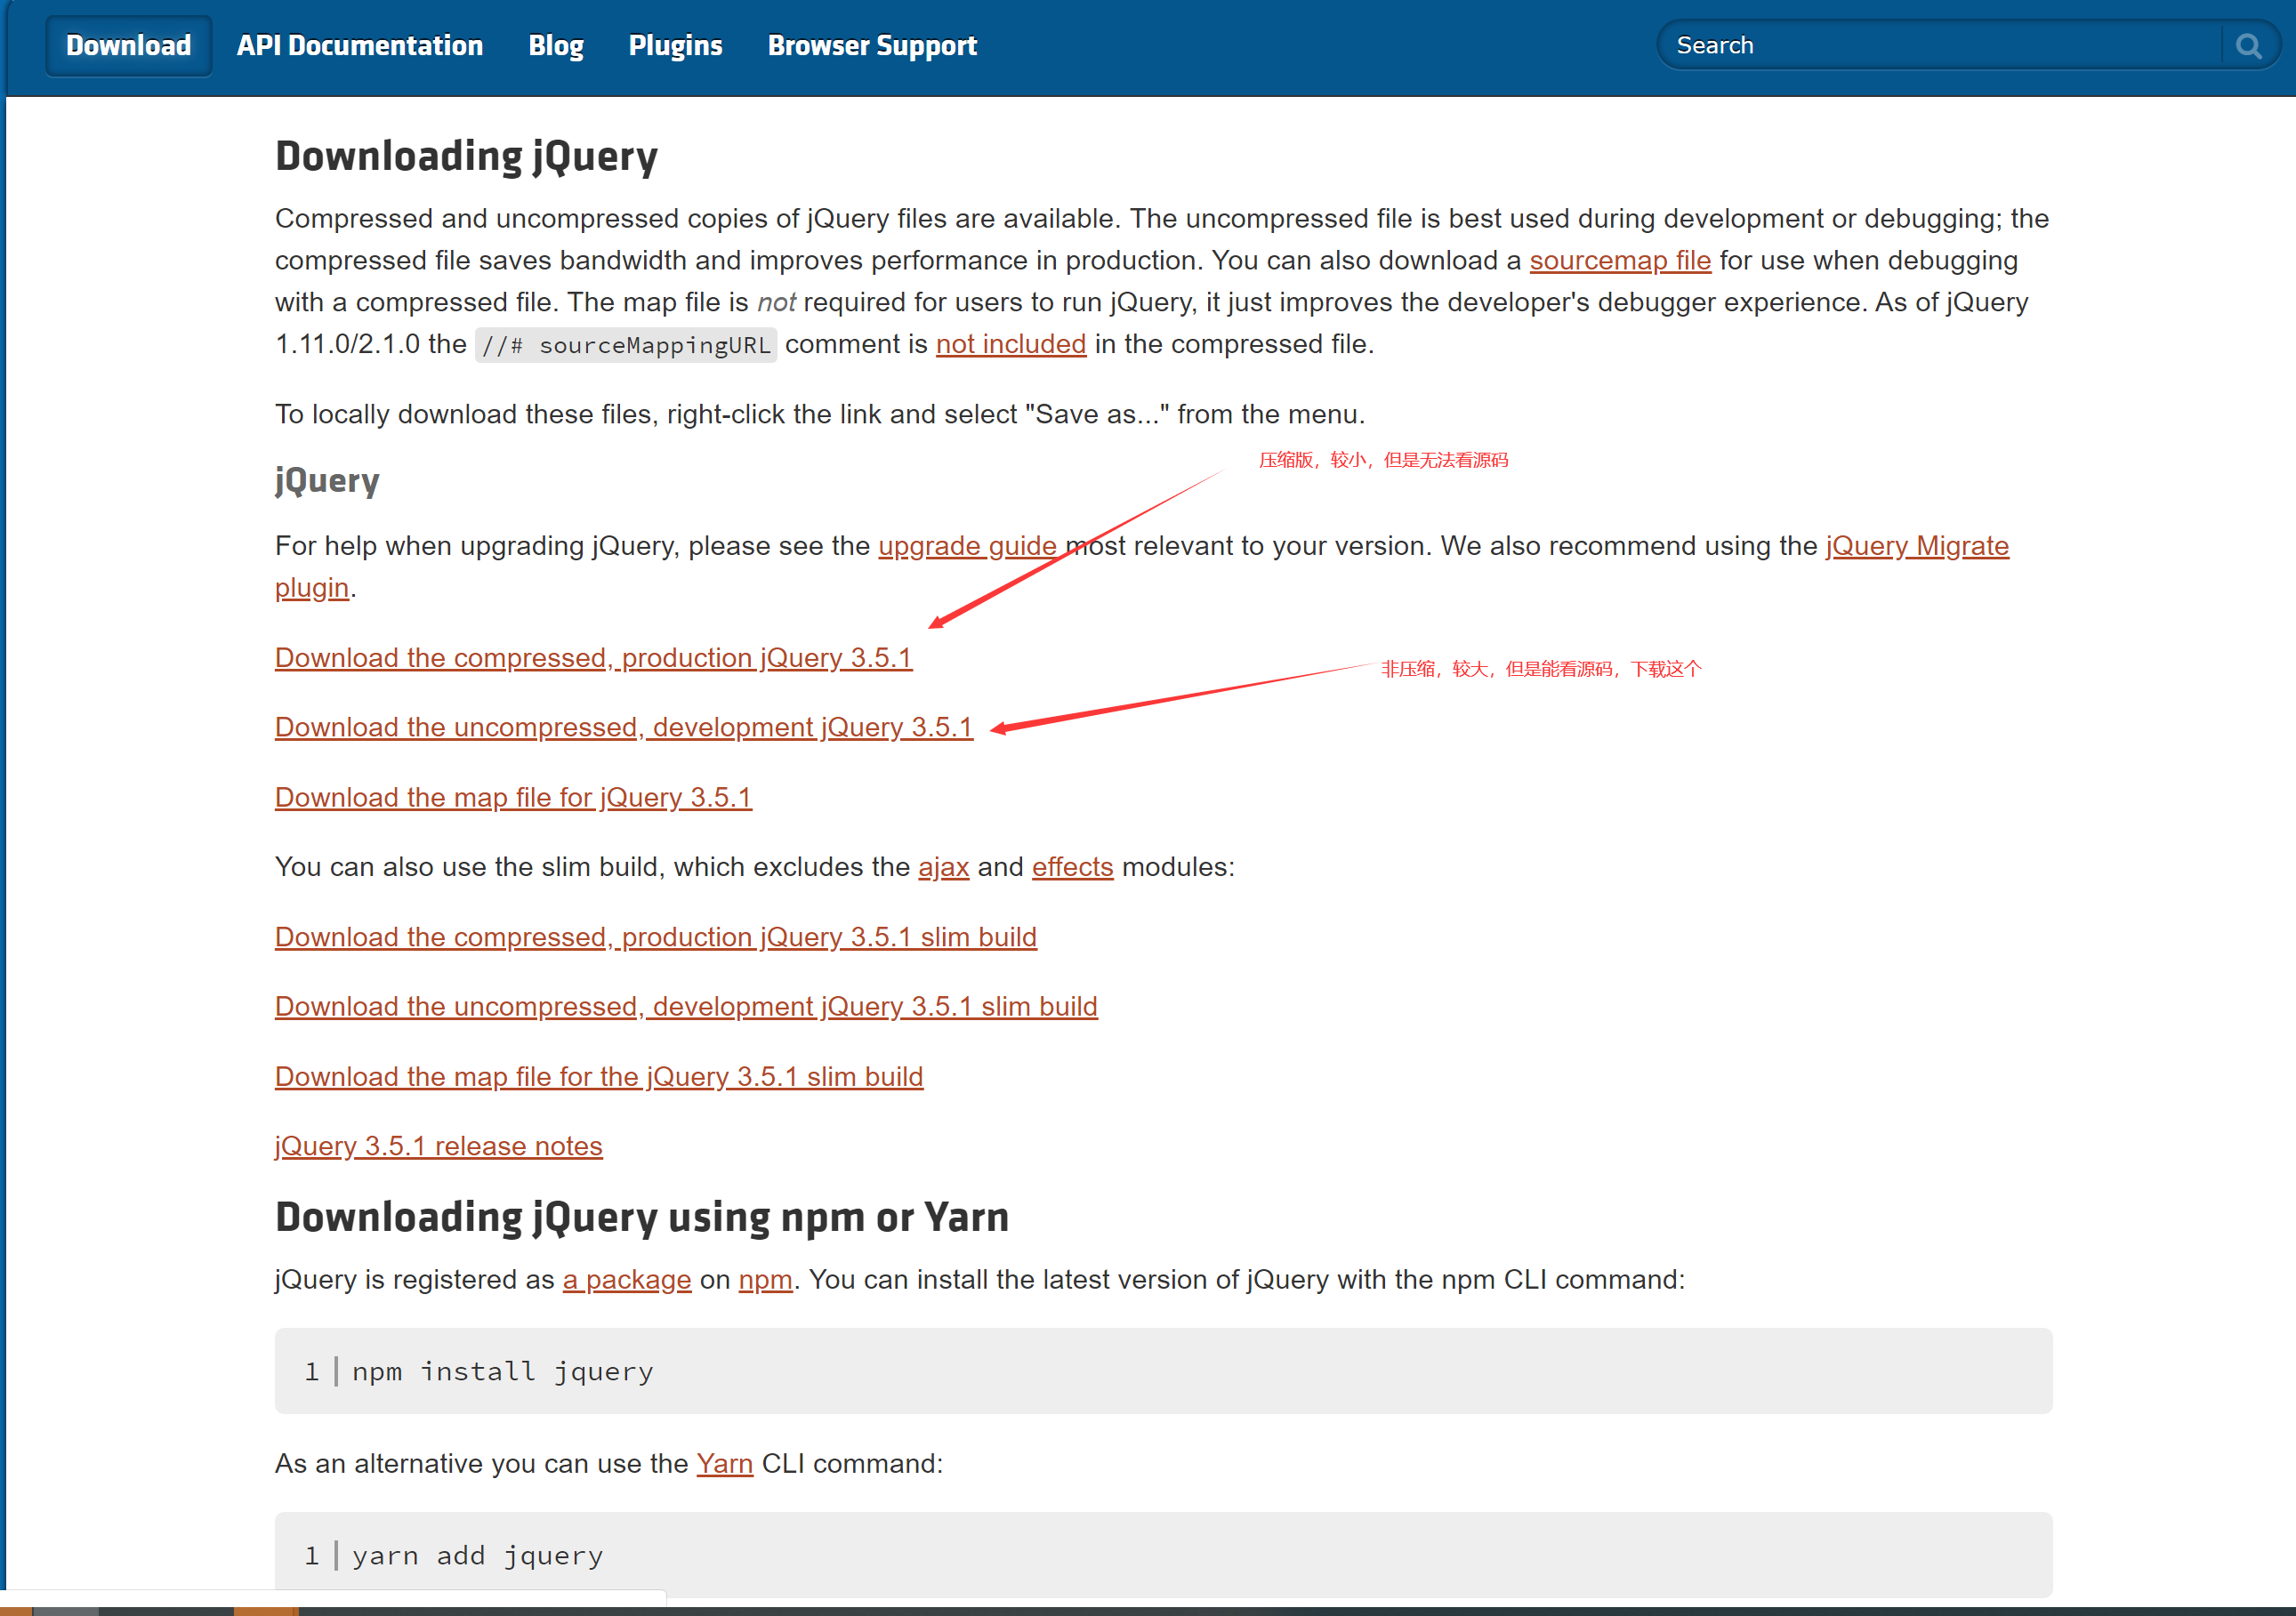 Download API Documentation Blog Plugins Browser Support Search
Downloading jQuery
Compressed and uncompressed copies of jQuery files are available. The uncompressed file is best used during development or debugging; the
compressed file saves bandwidth and improves performance in production. You can also download a sourcemap file for use when debugging
with a compressed file. The map file is not required for users to run jQuery, it just improves the developer's debugger experience. As of jQuery
1.11.0/2.1.0 the //# sourceMappingURL comment is not included in the compressed file.
To locally download these files, right-click the link and select "Save as..." from the menu.
压缩版，较小，但是无法看源码
jQuery
For help when upgrading jQuery, please see the upgrade guide most relevant to your version. We also recommend using the jQuery Migrate
plugin.
Download the compressed, production jQuery 3.5.1
非压缩，较大，但是能看源码，下载这个
Download the uncompressed, development jQuery 3.5.1
Download the map file for jQuery 3.5.1
You can also use the slim build, which excludes the ajax and effects modules:
Download the compressed, production jQuery 3.5.1 slim build
Download the uncompressed, development jQuery 3.5.1 slim build
Download the map file for the jQuery 3.5.1 slim build
jQuery 3.5.1 release notes
Downloading jQuery using npm or Yarn
jQuery is registered as a package on npm. You can install the latest version of jQuery with the npm CLI command:
1 npm install jquery
As an alternative you can use the Yarn CLI command:
1 yarn add jquery